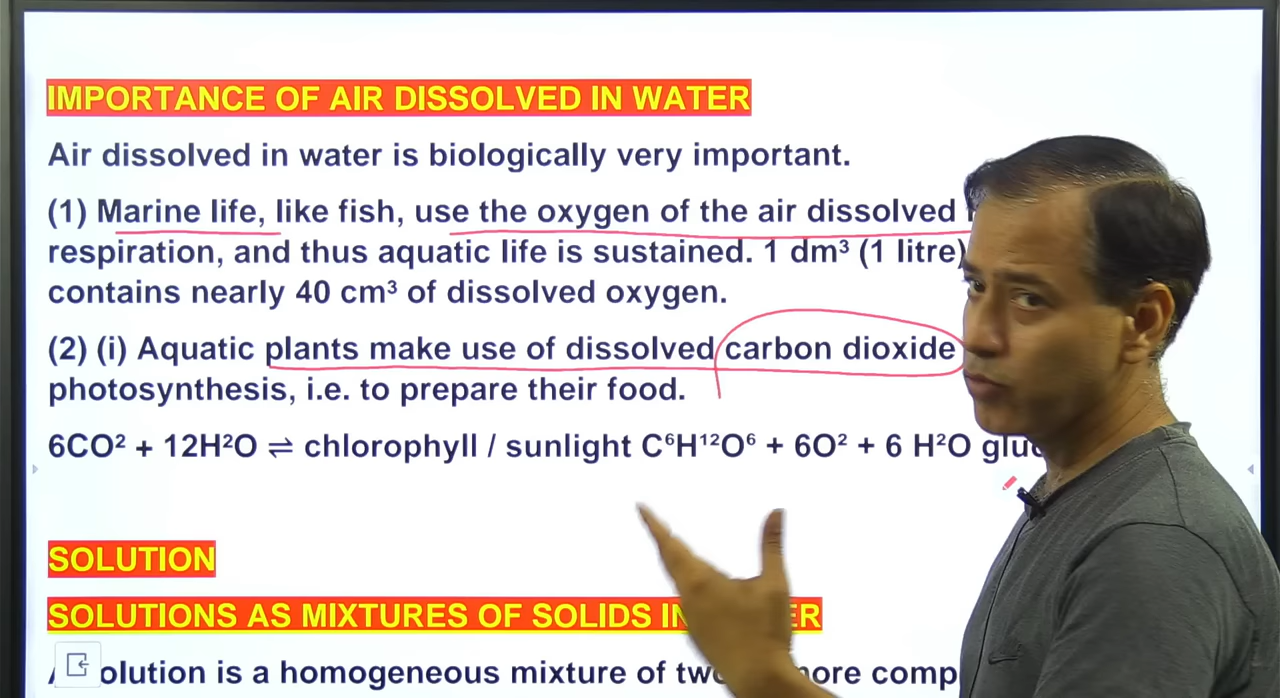 IMPORTANCE OF AIR DISSOLVED IN WATER
Air dissolved in water is biologically very important.
(1) Marine life, like fish, use the oxygen of the air dissolved
respiration, and thus aquatic life is sustained. 1 dm³ (1 litre)
contains nearly 40 cm³ of dissolved oxygen.
(2) (i) Aquatic plants make use of dissolved carbon dioxide
photosynthesis, i.e. to prepare their food.
6CO² + 12H²O ⇌ chlorophyll / sunlight C⁶H¹²O⁶ + 6O² + 6 H²O
SOLUTION
SOLUTIONS AS MIXTURES OF SOLIDS
is a homogeneous mixture of